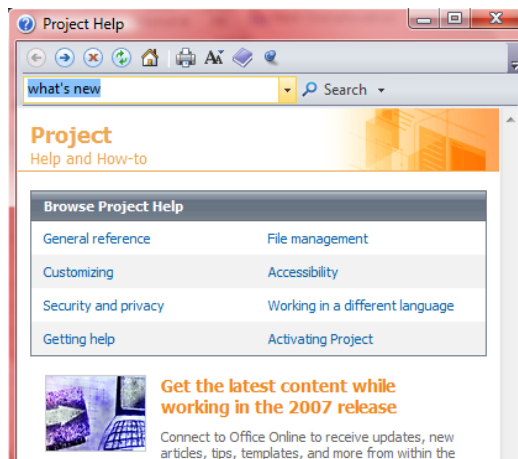 Project Help
what's new
Search
Project
Help and How-to
Browse Project Help
General reference File management
Customizing Accessibility
Security and privacy Working in a different language
Getting help Activating Project
Get the latest content while
working in the 2007 release
Connect to Office Online to receive updates, new
articles, tips, templates, and more from within the